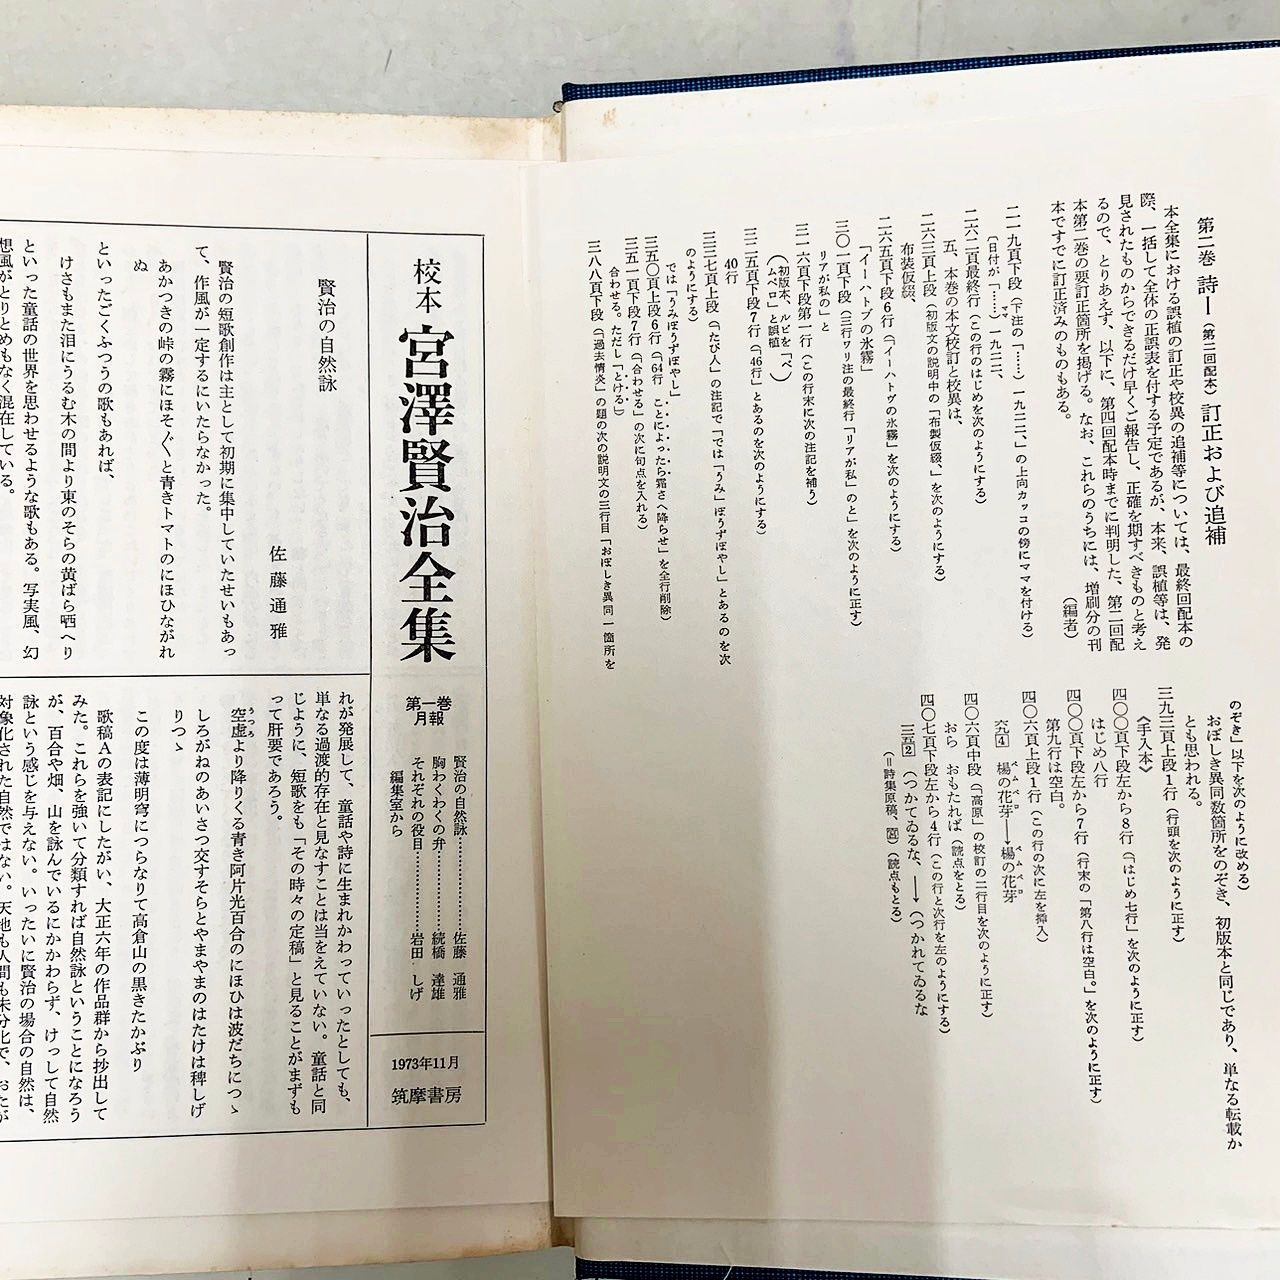 第二巻 詩Ⅰ（第二回配本）訂正および追補
本全集における誤植の訂正や校異の追補等については、最終回配本の
際、一括して全体の正誤表を付する予定であるが、本来、誤植等は、発
見されたものからできるだけ早くご報告し、正確を期すべきものと考え
るので、とりあえず、以下に、第四回配本時までに判明した、第二回配
本第二巻の要訂正箇所を掲げる。なお、これらのうちには、増刷分の刊
本ですでに訂正済みのものもある。
（編者）
二一九頁下段（下注の「……）一九二二、」の上向カッコの傍にママを付ける）
〔日付が「……）ママ一九二二、
二六二頁最終行（この行のはじめを次のようにする）
五、本巻の本文校訂と校異は、
二六三頁上段（初版文の説明中の「布製仮綴、」を次のようにする）
布装仮綴、
二六五頁下段6行（「イーハトヴの氷霧」を次のようにする）
「イーハトブの氷霧」
三〇一頁下段（三行ワリ注の最終行「リアが私」のと」を次のように正す）
リアが私」と
三一六頁下段第一行（この行末に次の注記を補う）
（初版本、ルビを「ベムベロ」と誤植）
三二五頁下段7行（「46行」とあるのを次のようにする）
40行
三三七頁上段（「たび人」の注記で「では「うみ」ぼうずぼやし」とあるのを次
のようにする）
では「うみぼうずぼやし」
三五〇頁上段6行（「64行　ことによったら霜さへ降らせ」を全行削除）
三五一頁下段7行（「合わせる」の次に句点を入れる）
合わせる。ただし「とける」
三八八頁下段（「過去情炎」の題の次の説明文の三行目「おぼしき異同一箇所を
のぞき」以下を次のように改める）
おぼしき異同数箇所をのぞき、初版本と同じであり、単なる転載か
とも思われる。
三九三頁上段1行（行頭を次のように正す）
《手入本》
四〇〇頁下段左から8行（「はじめ七行」を次のように正す）
はじめ八行
四〇〇頁下段左から7行（行末の「第八行は空白。」を次のように正す）
第九行は空白。
四〇六頁上段1行（この行の次に左を挿入）
六4 楊の花芽ベムベロ→楊の花芽ベムベロ
四〇六頁中段（「高原」の校訂の二行目を次のように正す）
おら　おもたれば（読点をとる）
四〇七頁下段左から4行（この行と次行を左のようにする）
三五2（つかてゐるな、→（つかれてゐるな
（＝詩集原稿、宮）（読点もとる）
校本 宮澤賢治全集
第一巻
月報
賢治の自然詠……………佐藤　通雅
胸わくわくの弁…………続橋　達雄
それぞれの役目…………岩田　しげ
編集室から
1973年11月
筑摩書房
賢治の自然詠
佐藤通雅
賢治の短歌創作は主として初期に集中していたせいもあっ
て、作風が一定するにいたらなかった。
あかつきの峠の霧にほそ〴〵と青きトマトのにほひながれ
ぬ
といったごくふつうの歌もあれば、
けさもまた泪にうるむ木の間より東のそらの黄ばら哂へり
といった童話の世界を思わせるような歌もある。写実風、幻
想風がとりとめもなく混在している。
れが発展して、童話や詩に生まれかわっていったとしても、
単なる過渡的存在と見なすことは当をえていない。童話と同
じように、短歌をも「その時々の定稿」と見ることがまずも
って肝要であろう。
空虚うつろより降りくる青き阿片光百合のにほひは波だちにつゝ
しろがねのあいさつ交すそらとやまやまのはたけは稗しげ
りつゝ
この度は薄明穹につらなりて高倉山の黒きたかぶり
歌稿Aの表記にしたがい、大正六年の作品群から抄出して
みた。これらを強いて分類すれば自然詠ということになろう
が、百合や畑、山を詠んでいるにかかわらず、けっして自然
詠という感じを与えない。いったいに賢治の場合の自然は、
対象化された自然ではない。天地も人間も未分化で、